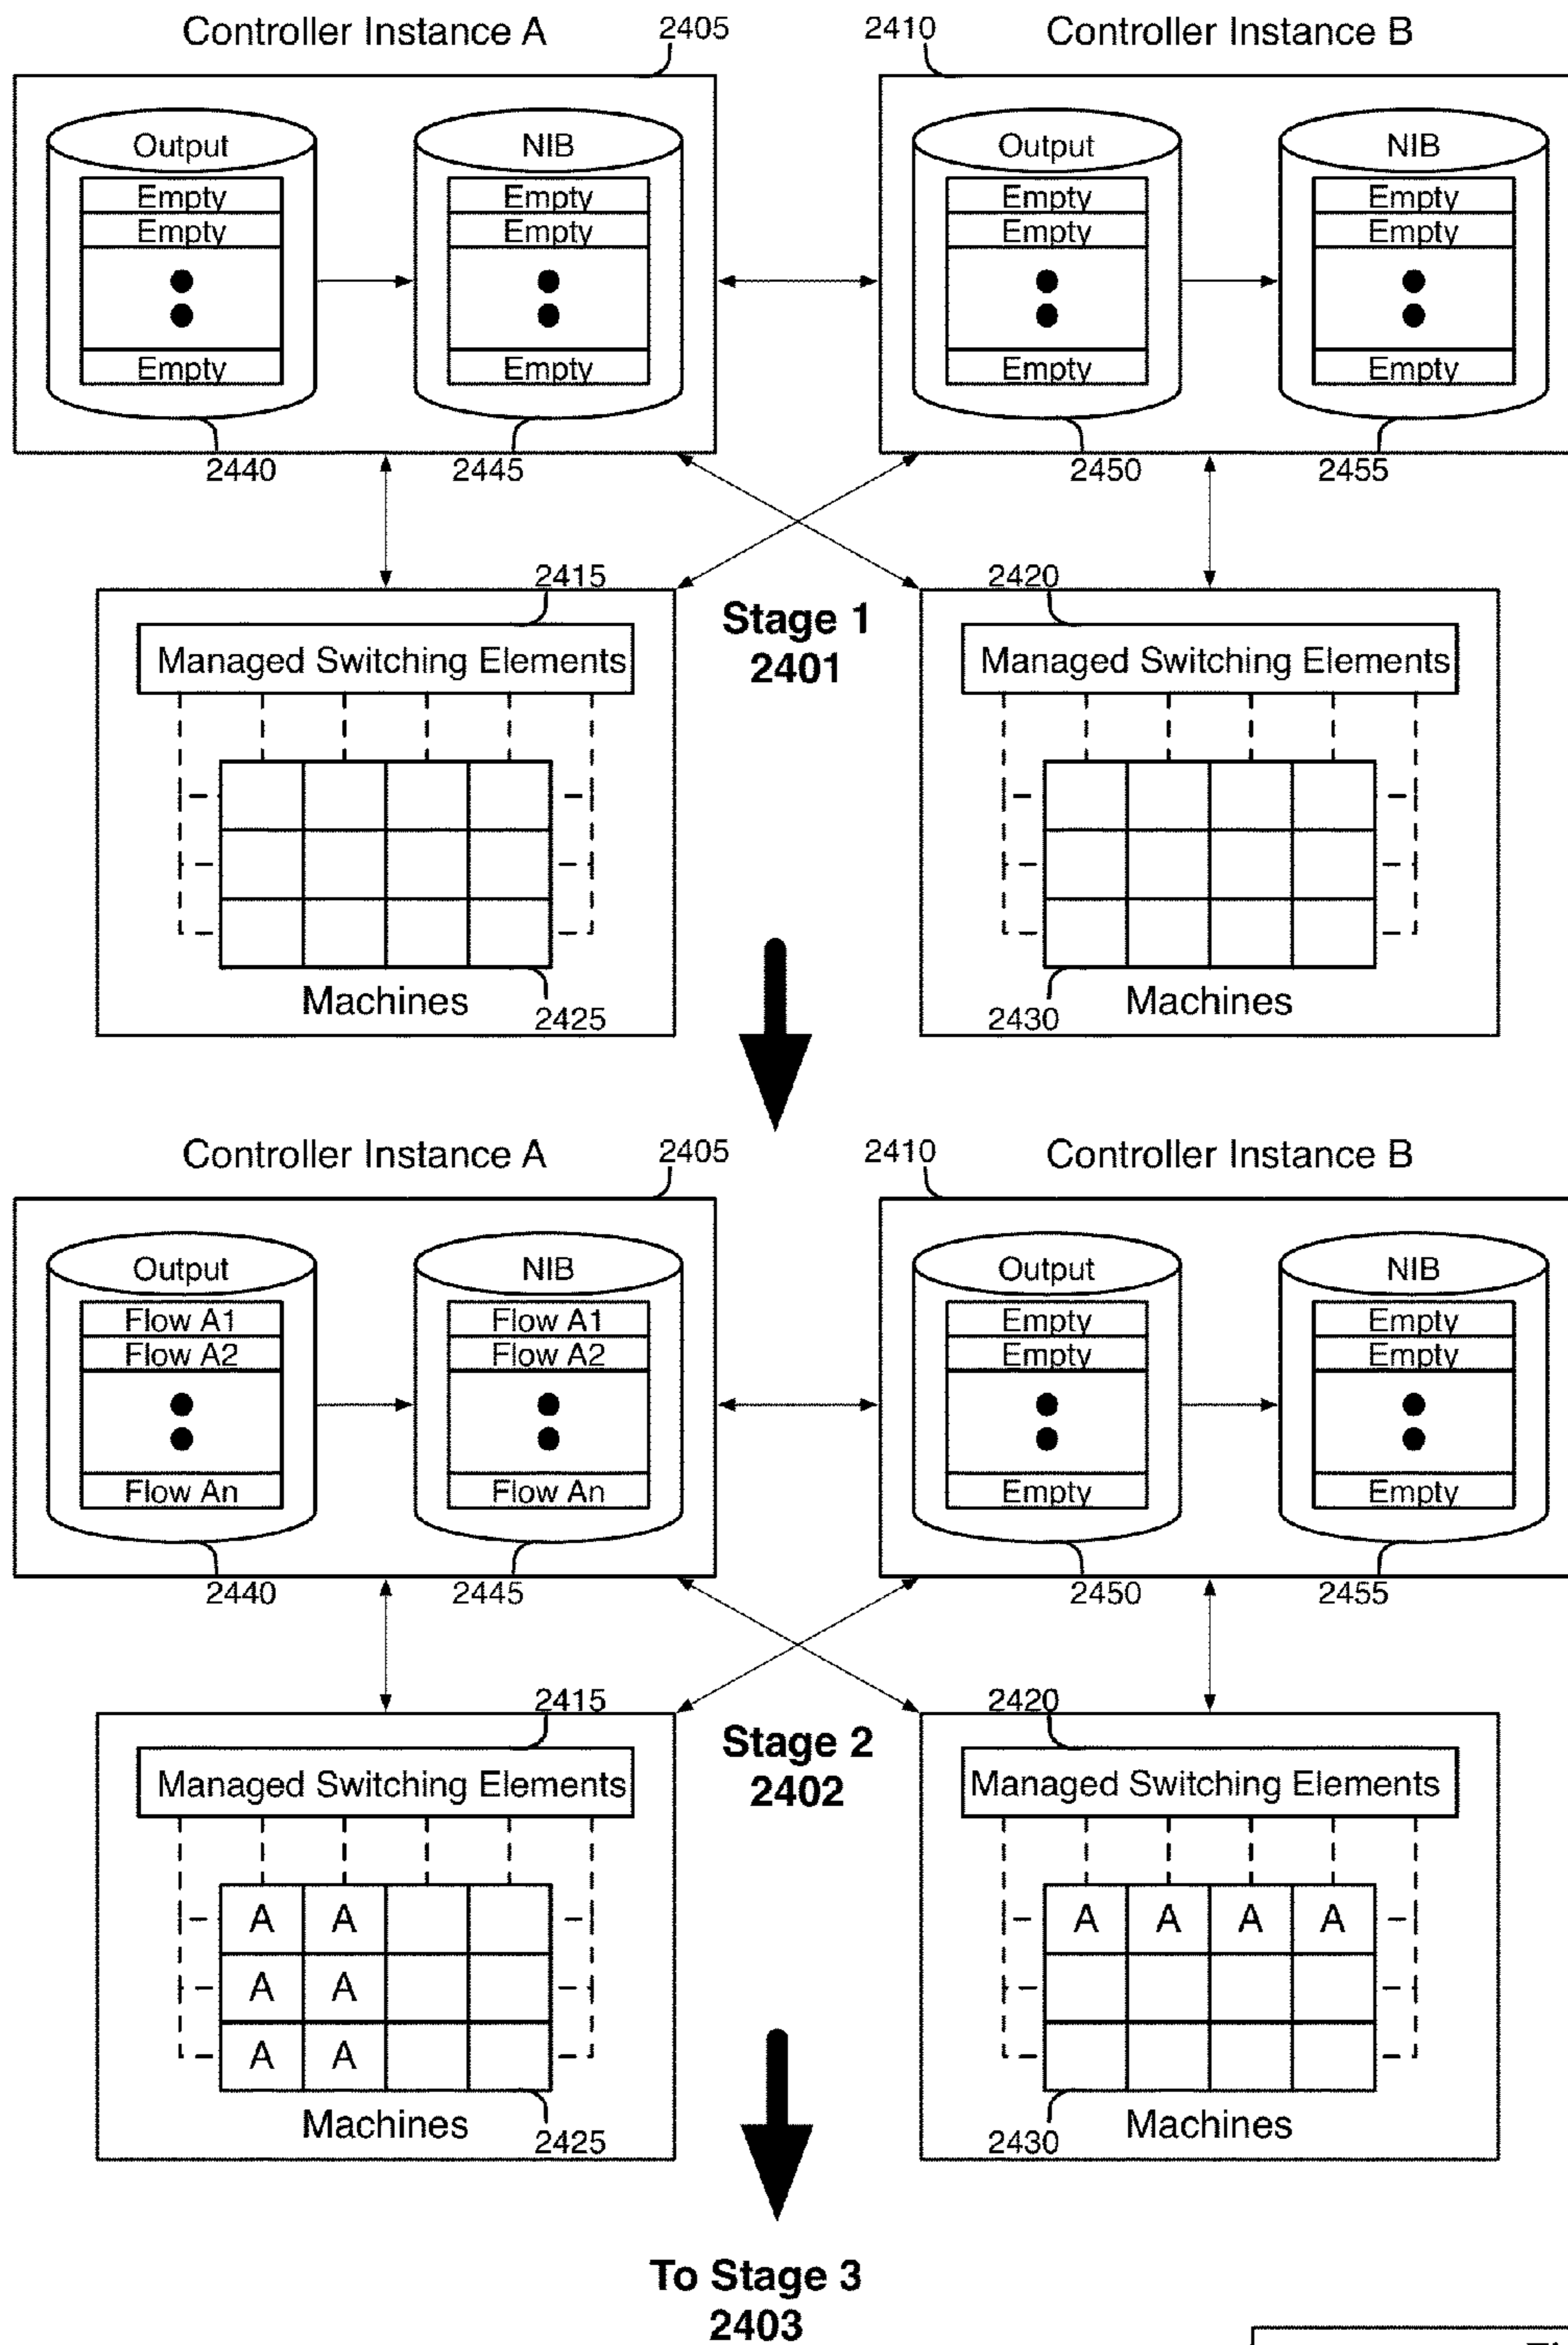 Controller Instance A
2405
2410
Controller Instance B
Output
NIB
Output
NIB
Empty
Empty
Empty
Empty
Empty
Empty
Empty
Empty
Empty
Empty
Empty
Empty
2440
2445
2450
2455
2415
2420
Stage 1
2401
Managed Switching Elements
Managed Switching Elements
Machines
2425
2430
Machines
Controller Instance A
2405
2410
Controller Instance B
Output
NIB
Output
NIB
Flow A1
Flow A1
Empty
Empty
Flow A2
Flow A2
Empty
Empty
Flow An
Flow An
Empty
Empty
2440
2445
2450
2455
2415
2420
Stage 2
2402
Managed Switching Elements
Managed Switching Elements
A A
A A A A
A A
A A
Machines
2425
2430
Machines
To Stage 3
2403